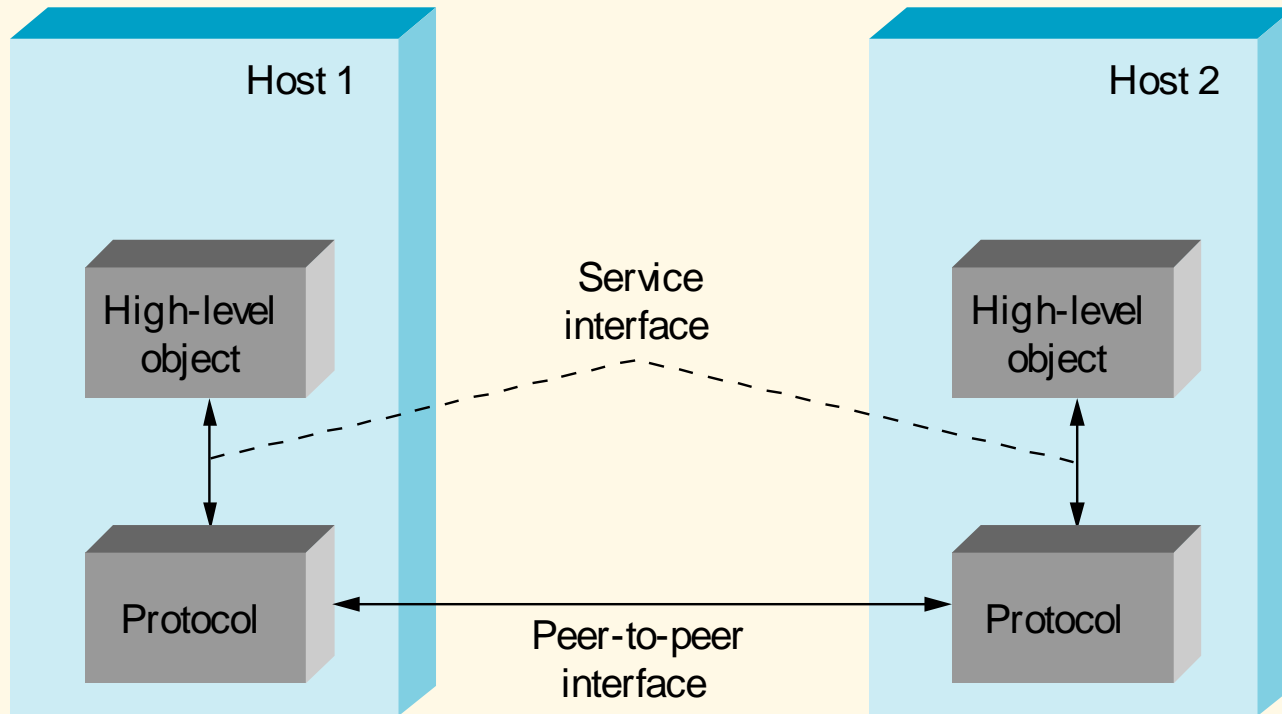 Host 1
Host 2
High-level
object
Service
interface
High-level
object
Protocol
Peer-to-peer
interface
Protocol